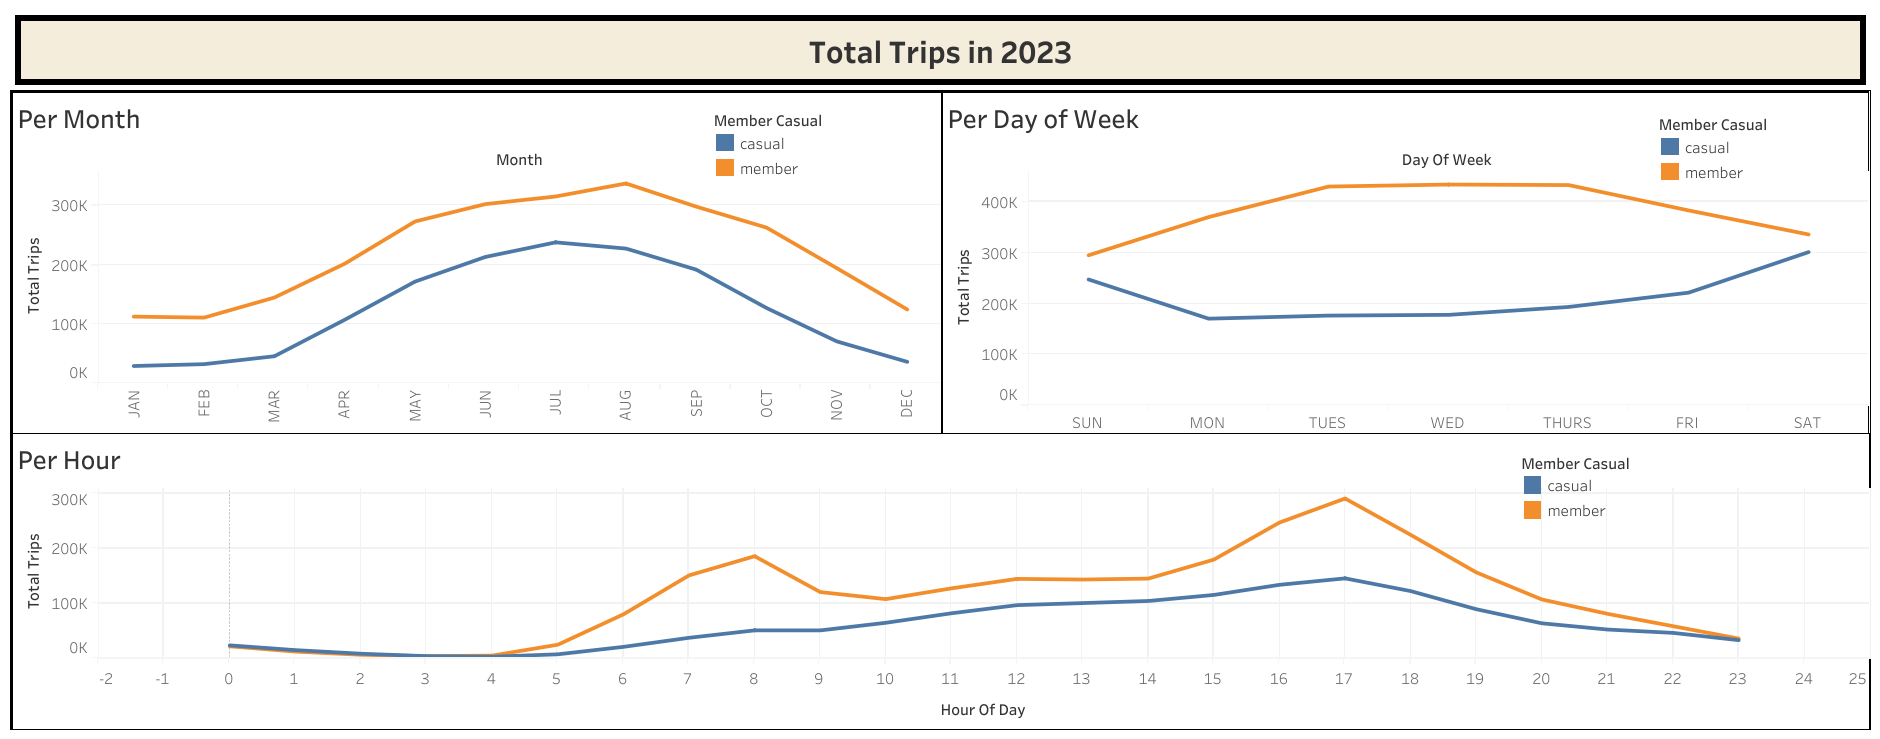 Total Trips in 2023
Per Month
Member Casual
casual
member
Month
Total Trips
300K
200K
100K
0K
JAN FEB MAR APR MAY JUN JUL AUG SEP OCT NOV DEC
Per Day of Week
Member Casual
casual
member
Day Of Week
Total Trips
400K
300K
200K
100K
0K
SUN MON TUES WED THURS FRI SAT
Per Hour
Member Casual
casual
member
Total Trips
300K
200K
100K
0K
-2 -1 0 1 2 3 4 5 6 7 8 9 10 11 12 13 14 15 16 17 18 19 20 21 22 23 24 25
Hour Of Day